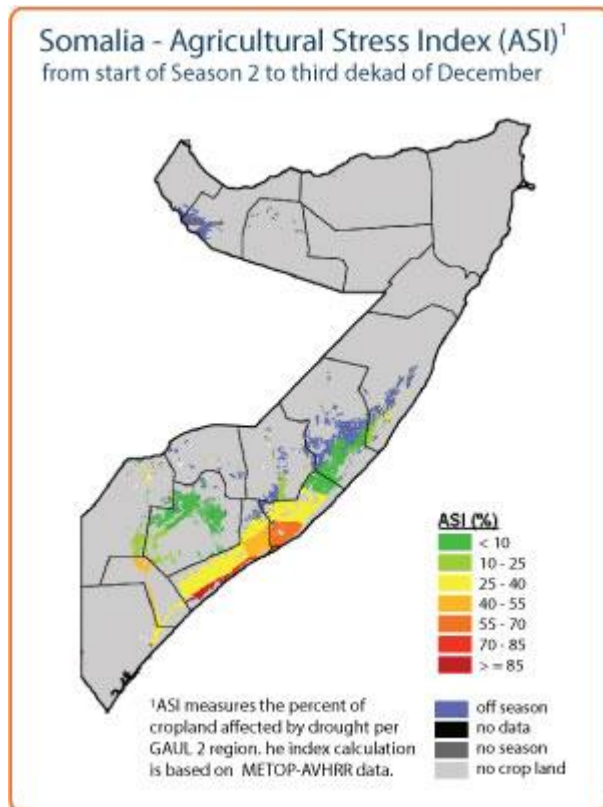 Somalia - Agricultural Stress Index (ASI)¹
from start of Season 2 to third dekad of December
ASI (%)
< 10
10 - 25
25 - 40
40 - 55
55 - 70
70 - 85
> = 85
¹ASI measures the percent of
cropland affected by drought per
GAUL 2 region. he index calculation
is based on METOP-AVHRR data.
off season
no data
no season
no crop land